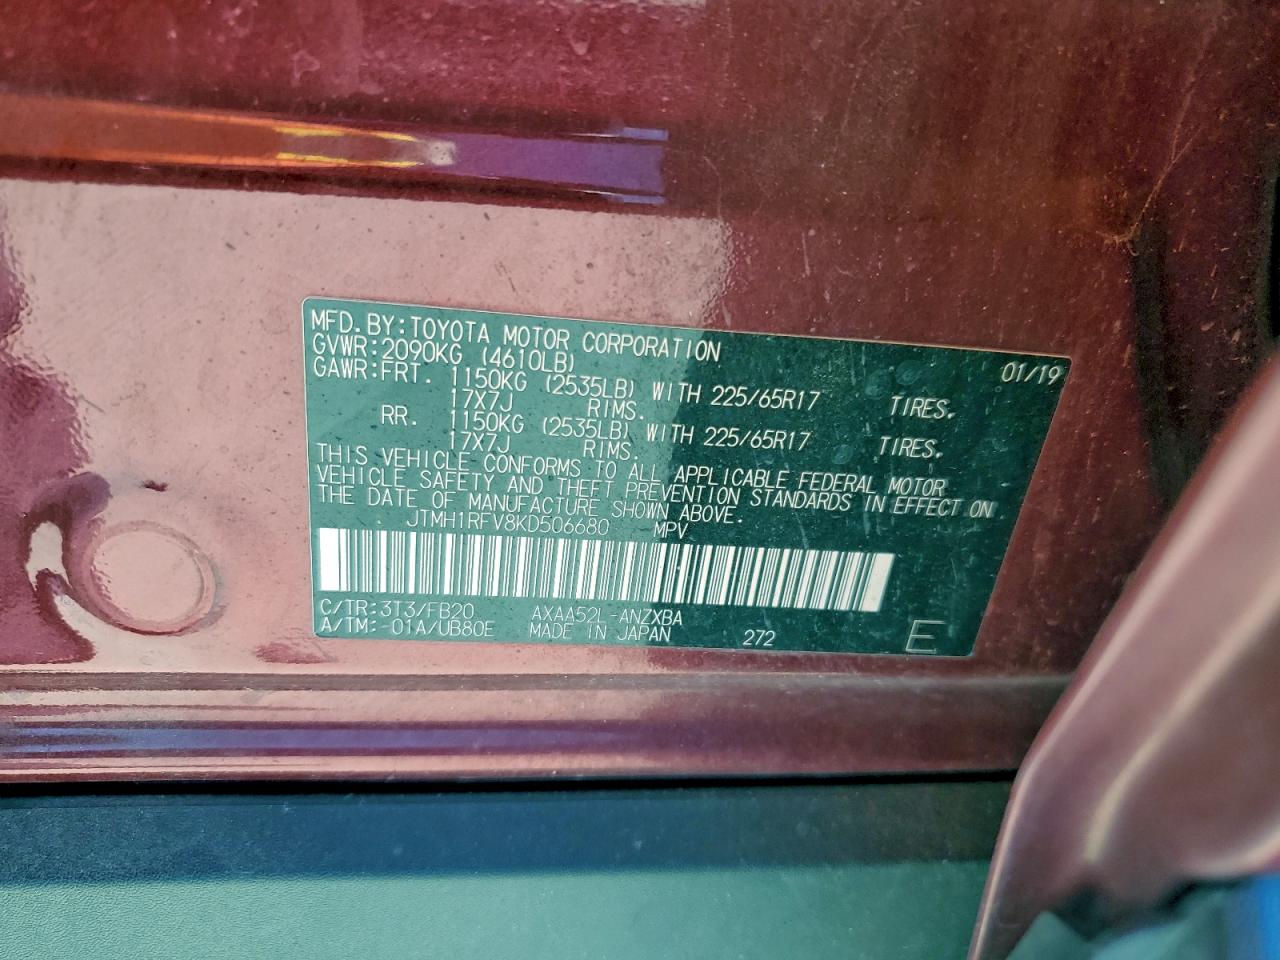 MFD.BY:TOYOTA MOTOR CORPORATION 01/19
GVWR:2090KG (4610LB)
GAWR:FRT. 1150KG (2535LB) WITH 225/65R17 TIRES.
17X7J RIMS.
RR. 1150KG (2535LB) WITH 225/65R17 TIRES.
17X7J RIMS.
THIS VEHICLE CONFORMS TO ALL APPLICABLE FEDERAL MOTOR
VEHICLE SAFETY AND THEFT PREVENTION STANDARDS IN EFFECT ON
THE DATE OF MANUFACTURE SHOWN ABOVE.
JTMH1RFV8KD506680 MPV
C/TR:3T3/FB20 AXAA52L-ANZXBA
A/TM:-01A/UB80E MADE IN JAPAN 272 E